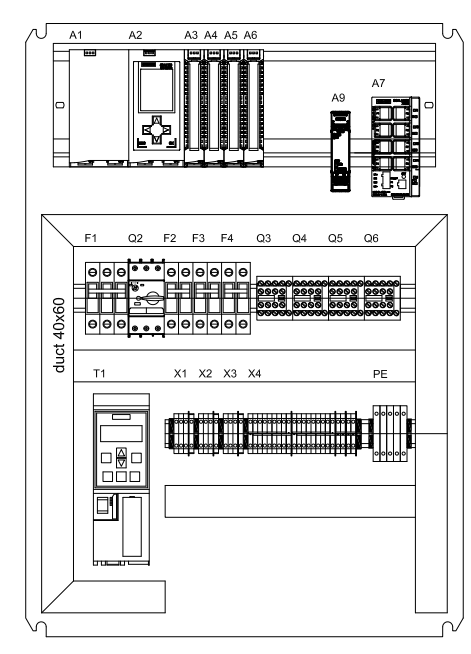 A1 A2 A3 A4 A5 A6
A7
A9
F1 Q2 F2 F3 F4 Q3 Q4 Q5 Q6
duct 40x60
T1 X1 X2 X3 X4 PE